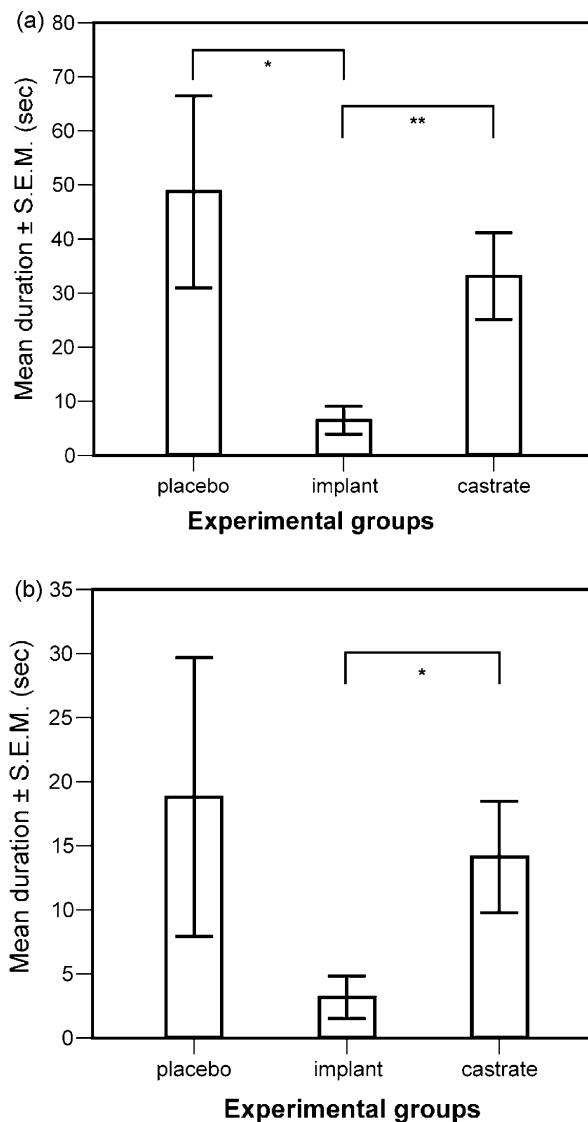 (a)
80
70
60
50
40
30
20
10
0
Mean duration ± S.E.M. (sec)
*
**
placebo implant castrate
Experimental groups
(b)
35
30
25
20
15
10
5
0
Mean duration ± S.E.M. (sec)
*
placebo implant castrate
Experimental groups